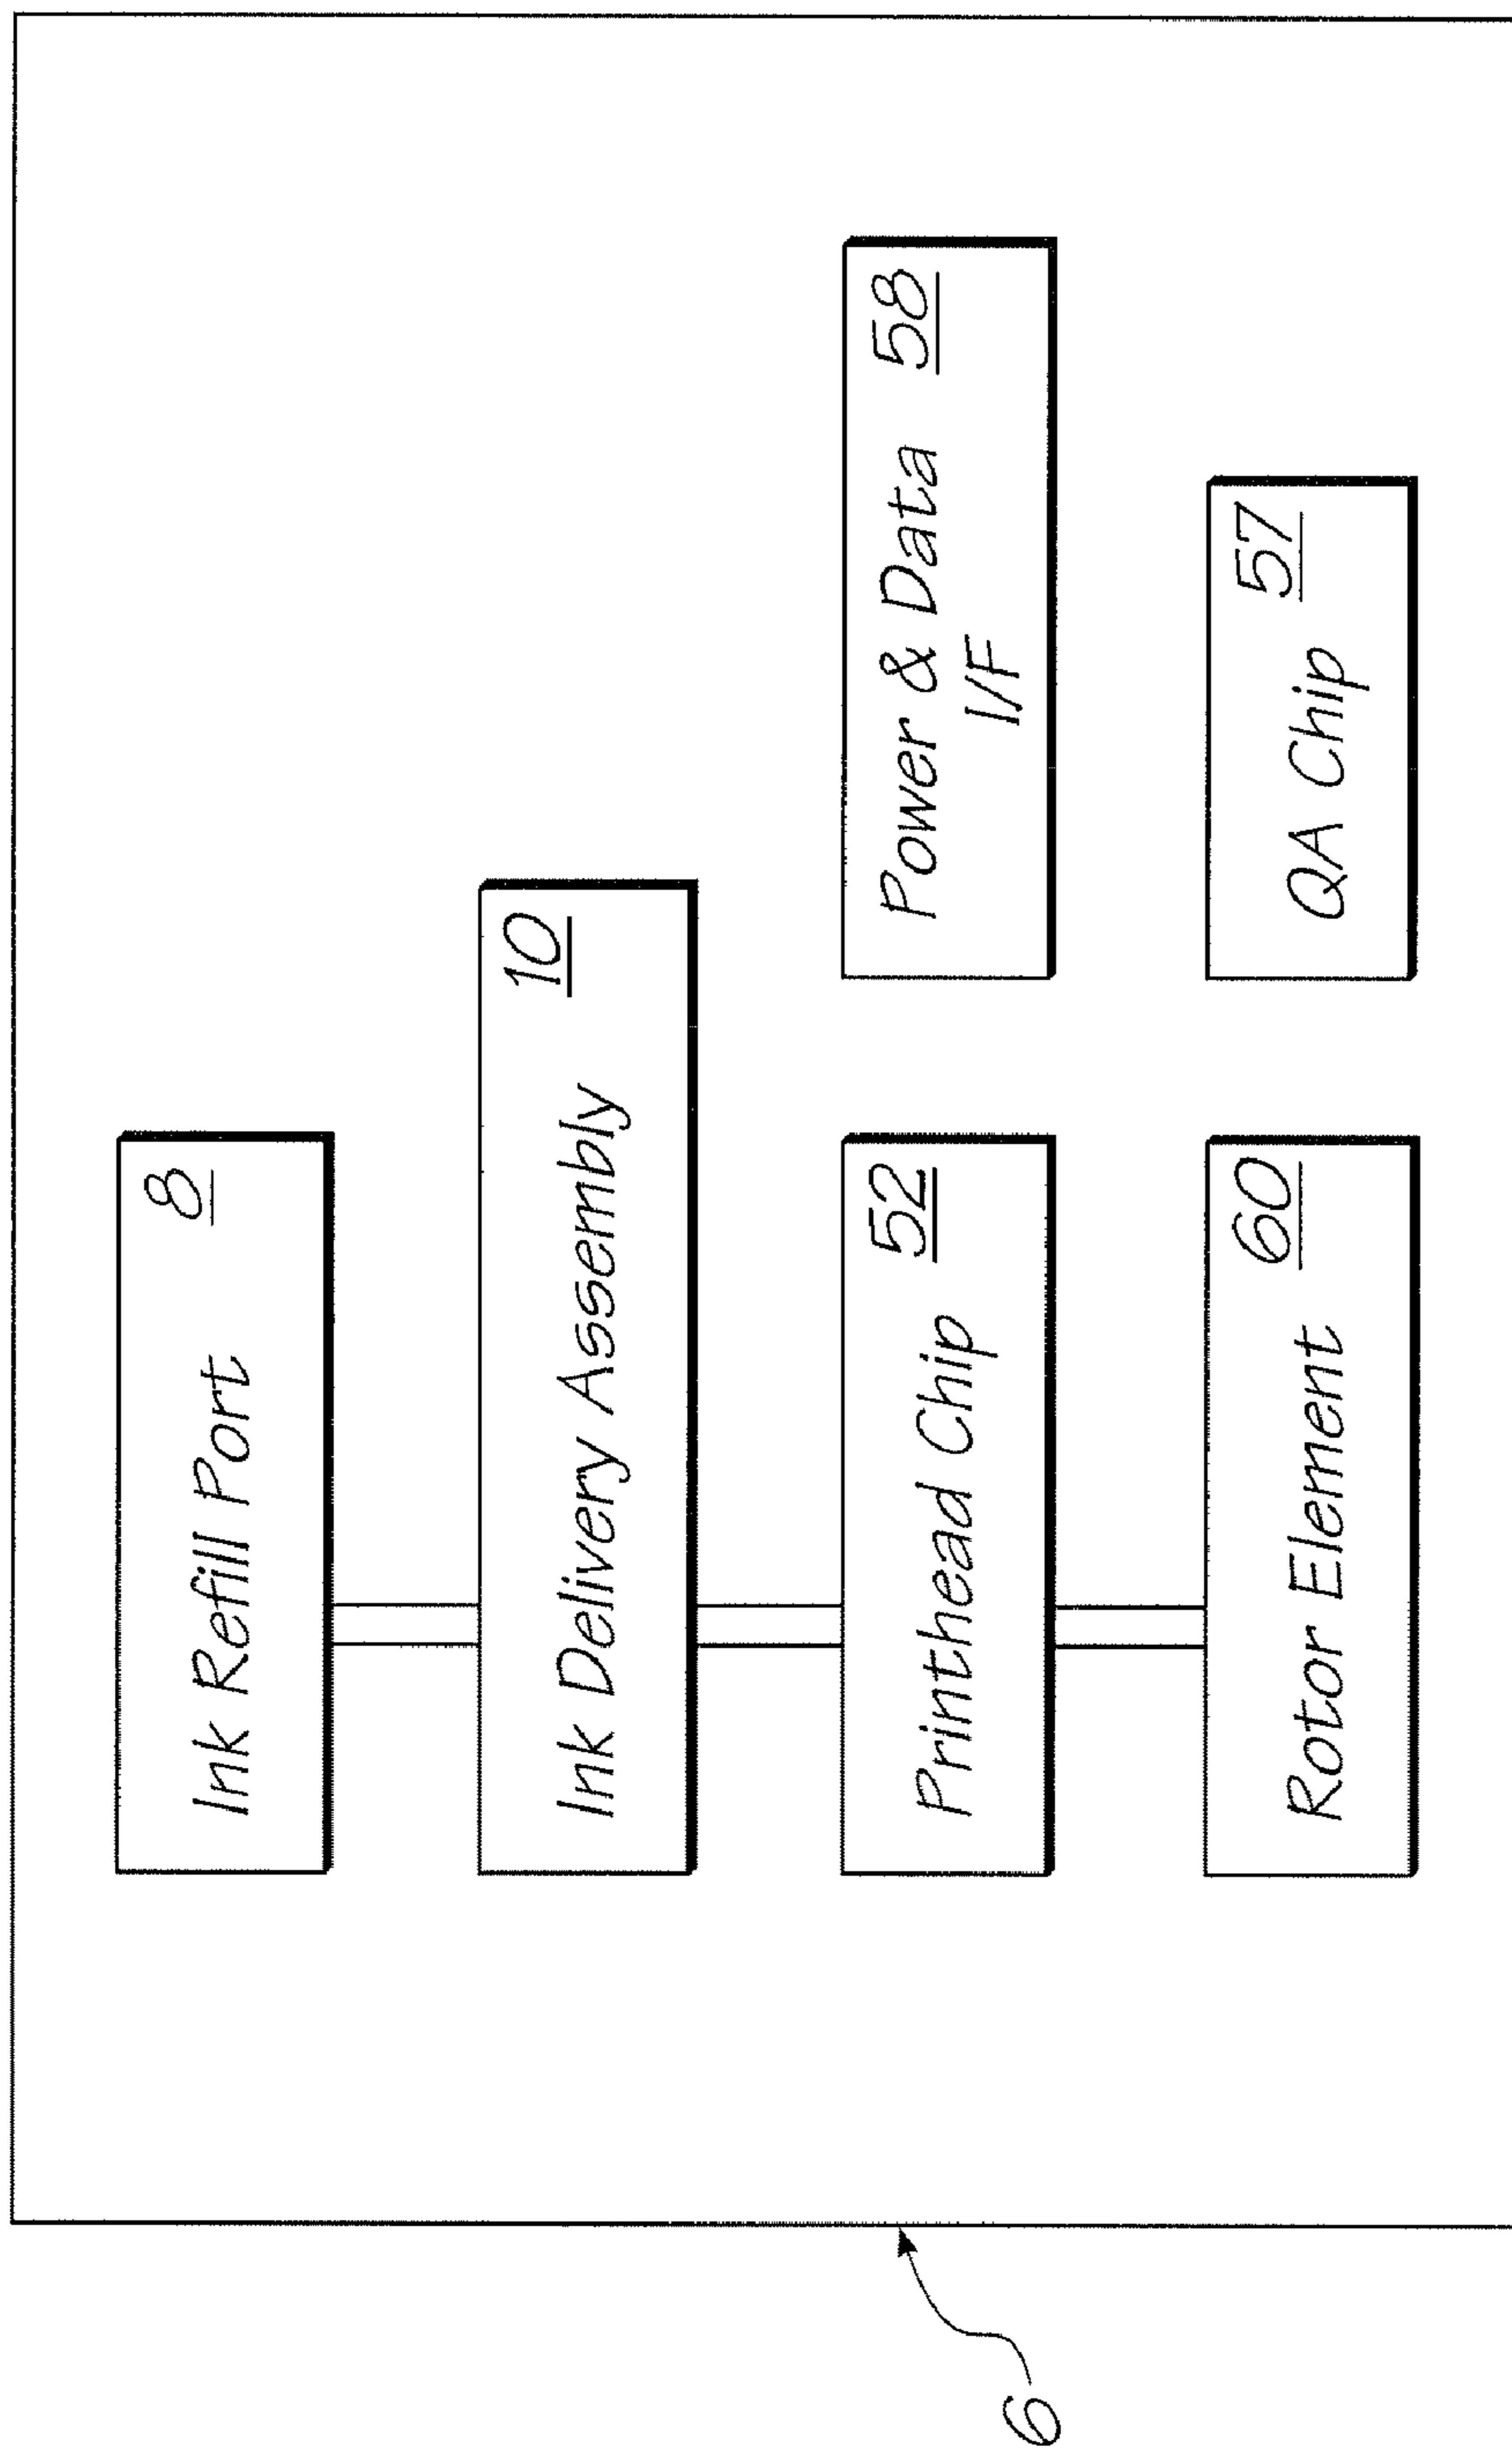 Ink Refill Port 8
Ink Delivery Assembly 10
Printhead Chip 52
Power & Data 58
I/F
Rotor Element 60
QA Chip 57
6